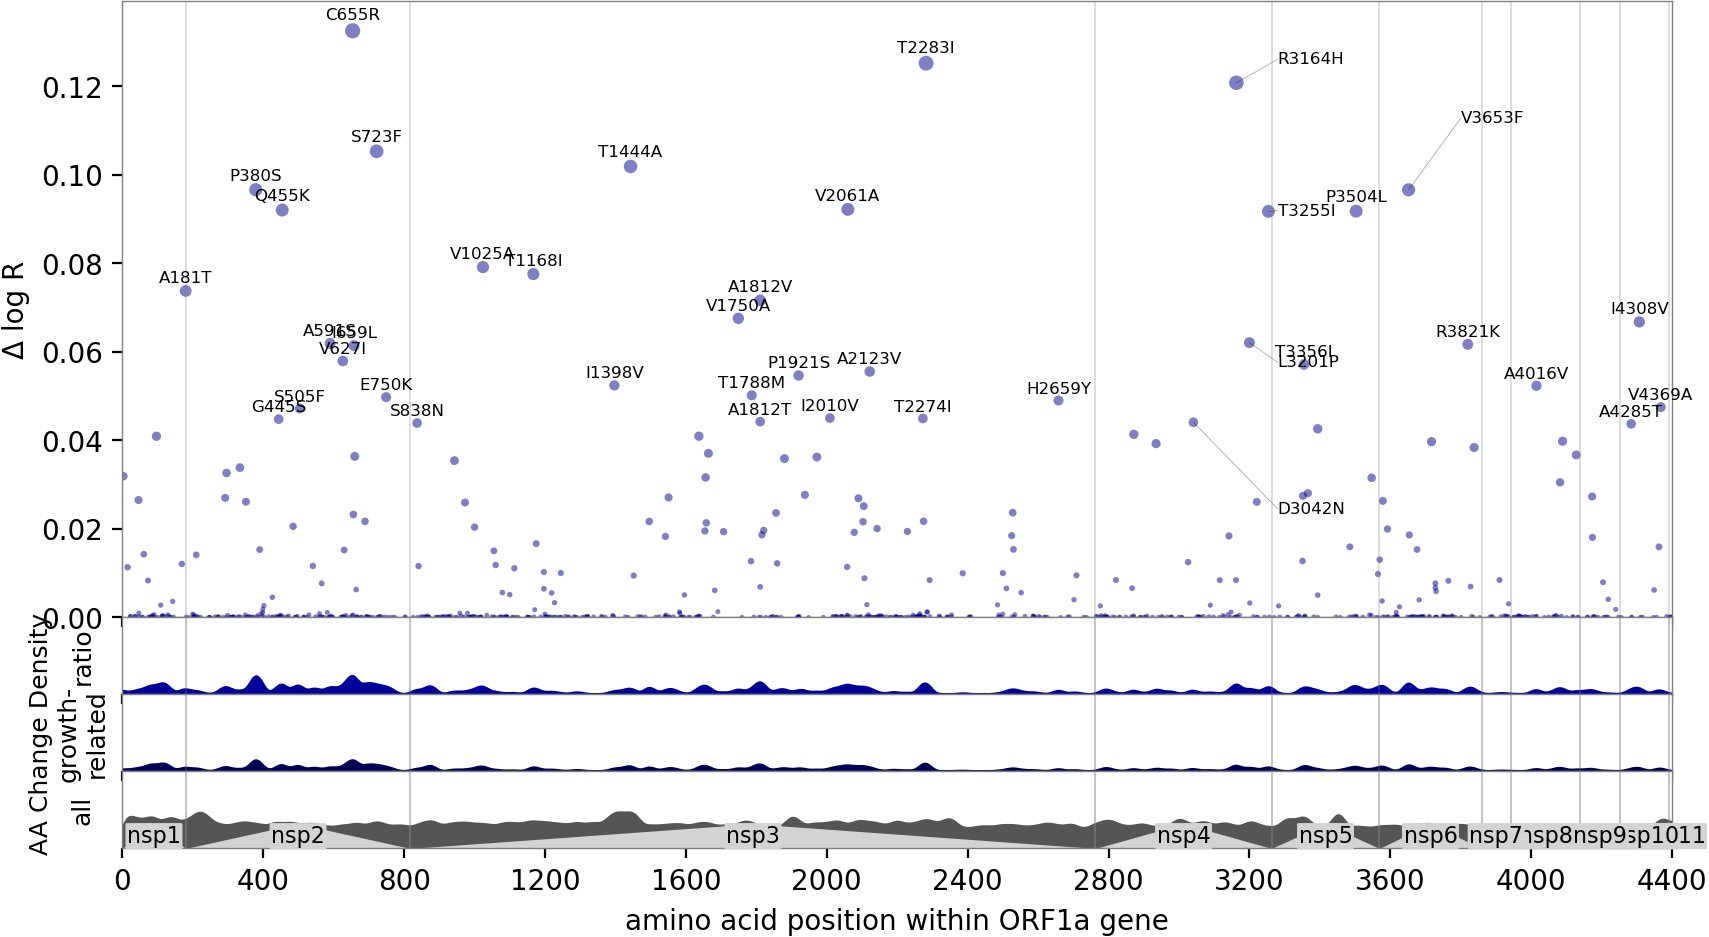 C655R
T2283I
R3164H
0.12
V3653F
S723F
T1444A
0.10
P380S
Q455K
V2061A
P3504L
T3255I
0.08
V1025A
T1168I
A181T
A1812V
V1750A
I4308V
Δ log R
A591S
I659L
V627I
R3821K
0.06
T3356I
L3201P
P1921S
A2123V
I1398V
A4016V
T1788M
E750K
H2659Y
S505F
V4369A
G445S
S838N
A1812T
I2010V
T2274I
A4285T
0.04
D3042N
0.02
0.00
AA Change Density
ratio
growth-
related
all
nsp1 nsp2 nsp3 nsp4 nsp5 nsp6 nsp7 nsp8 nsp9 sp1011
0 400 800 1200 1600 2000 2400 2800 3200 3600 4000 4400
amino acid position within ORF1a gene